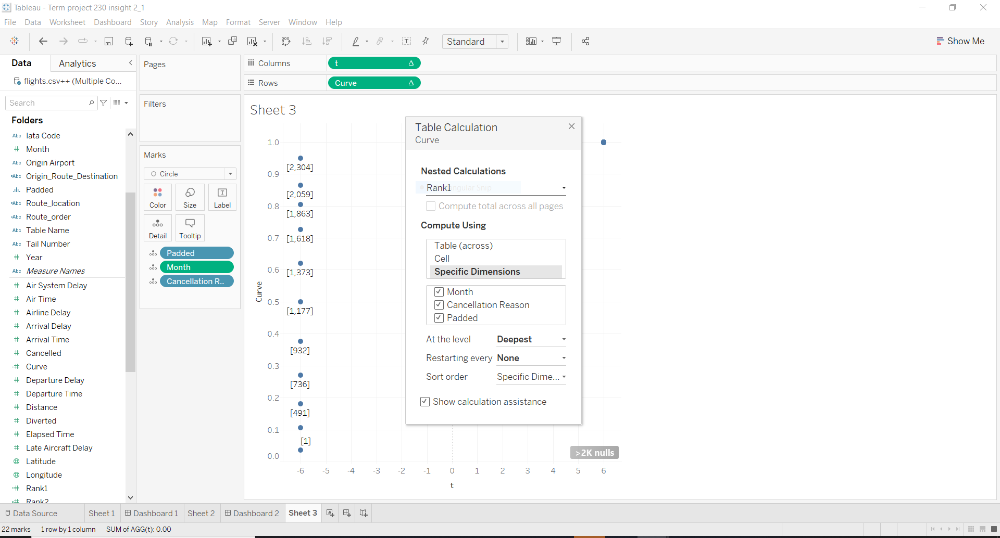 Tableau - Term project 230 insight 2_1
File Data Worksheet Dashboard Story Analysis Map Format Server Window Help
Standard
Show Me
Data
Analytics
flights.csv++ (Multiple Co...
Search
Folders
Abc Iata Code
Month
Abc Origin Airport
Abc Origin_Route_Destination
Padded
Abc Route_location
Abc Route_order
Abc Table Name
Abc Tail Number
Year
Abc Measure Names
Air System Delay
Air Time
Airline Delay
Arrival Delay
Arrival Time
Cancelled
Curve
Departure Delay
Departure Time
Distance
Diverted
Elapsed Time
Late Aircraft Delay
Latitude
Longitude
Rank1
Rank2
Pages
Filters
Marks
Circle
Color
Size
Label
Detail
Tooltip
Padded
Month
Cancellation R..
Columns
t
Rows
Curve
Sheet 3
Curve
1.0
0.9
0.8
0.7
0.6
0.5
0.4
0.3
0.2
0.1
0.0
[2,304]
[2,059]
[1,863]
[1,618]
[1,373]
[1,177]
[932]
[736]
[491]
[1]
-6 -5 -4 -3 -2 -1 0 1 2 3 4 5 6
t
>2K nulls
Table Calculation
Curve
Nested Calculations
Rank1
Compute total across all pages
Compute Using
Table (across)
Cell
Specific Dimensions
Month
Cancellation Reason
Padded
At the level Deepest
Restarting every None
Sort order Specific Dime...
Show calculation assistance
Data Source
Sheet 1
Dashboard 1
Sheet 2
Dashboard 2
Sheet 3
22 marks 1 row by 1 column SUM of AGG(t): 0.00